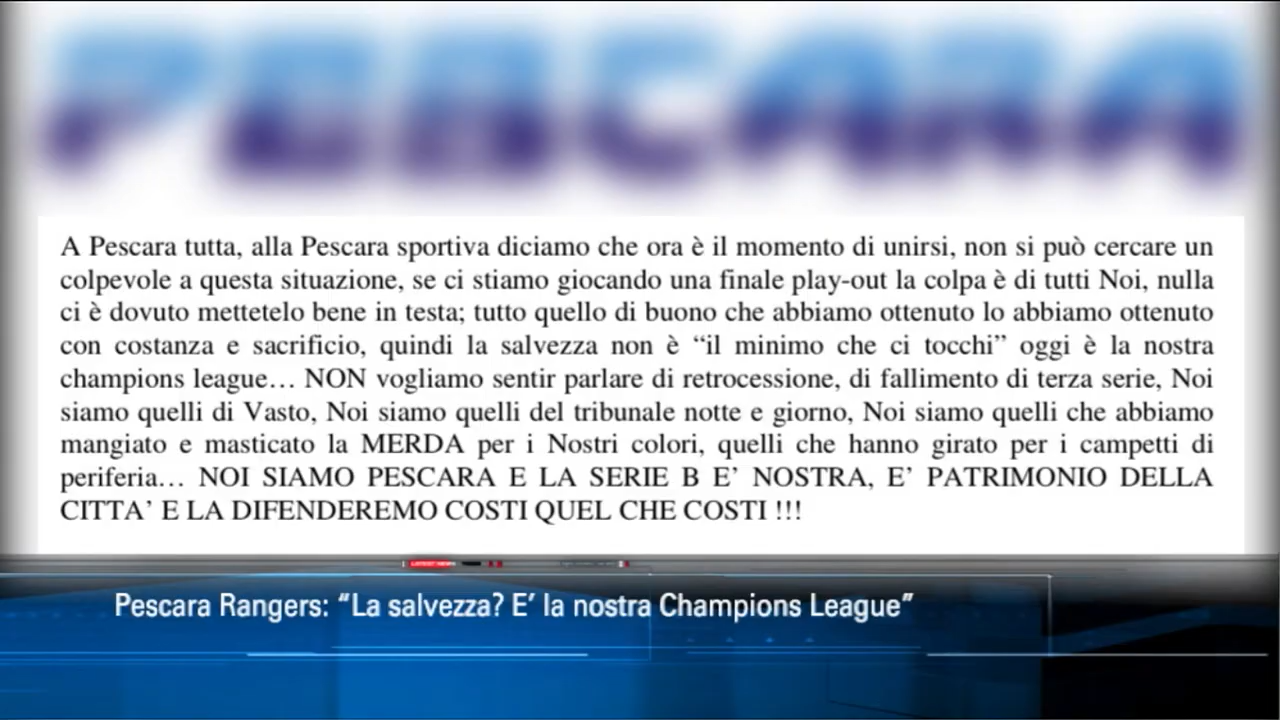 PESCARA
A Pescara tutta, alla Pescara sportiva diciamo che ora è il momento di unirsi, non si può cercare un
colpevole a questa situazione, se ci stiamo giocando una finale play-out la colpa è di tutti Noi, nulla
ci è dovuto mettetelo bene in testa; tutto quello di buono che abbiamo ottenuto lo abbiamo ottenuto
con costanza e sacrificio, quindi la salvezza non è “il minimo che ci tocchi” oggi è la nostra
champions league… NON vogliamo sentir parlare di retrocessione, di fallimento di terza serie, Noi
siamo quelli di Vasto, Noi siamo quelli del tribunale notte e giorno, Noi siamo quelli che abbiamo
mangiato e masticato la MERDA per i Nostri colori, quelli che hanno girato per i campetti di
periferia… NOI SIAMO PESCARA E LA SERIE B E’ NOSTRA, E’ PATRIMONIO DELLA
CITTA’ E LA DIFENDEREMO COSTI QUEL CHE COSTI !!!
LATEST NEWS
Pescara Rangers: “La salvezza? E’ la nostra Champions League”